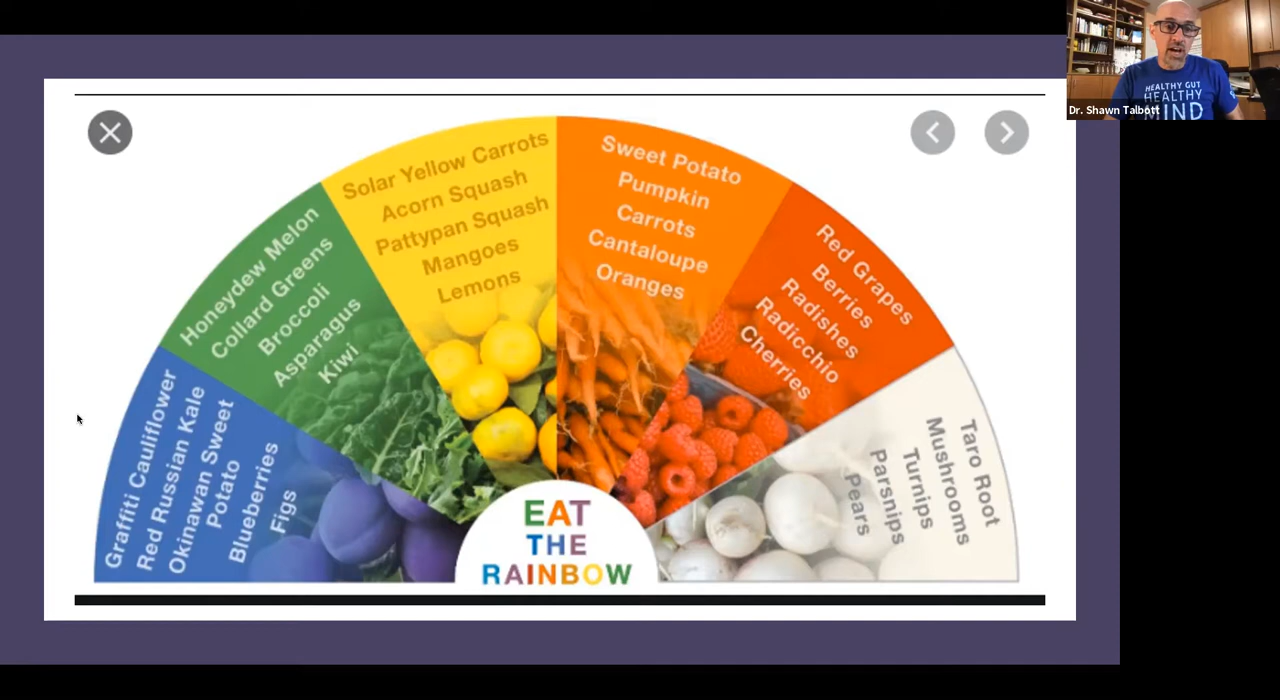 Dr. Shawn Talbott
HEALTHY GUT
HEALTHY
MIND
Graffiti Cauliflower
Red Russian Kale
Okinawan Sweet
Potato
Blueberries
Figs
Honeydew Melon
Collard Greens
Broccoli
Asparagus
Kiwi
Solar Yellow Carrots
Acorn Squash
Pattypan Squash
Mangoes
Lemons
Sweet Potato
Pumpkin
Carrots
Cantaloupe
Oranges
Red Grapes
Berries
Radishes
Radicchio
Cherries
Taro Root
Mushrooms
Turnips
Parsnips
Pears
EAT
THE
RAINBOW